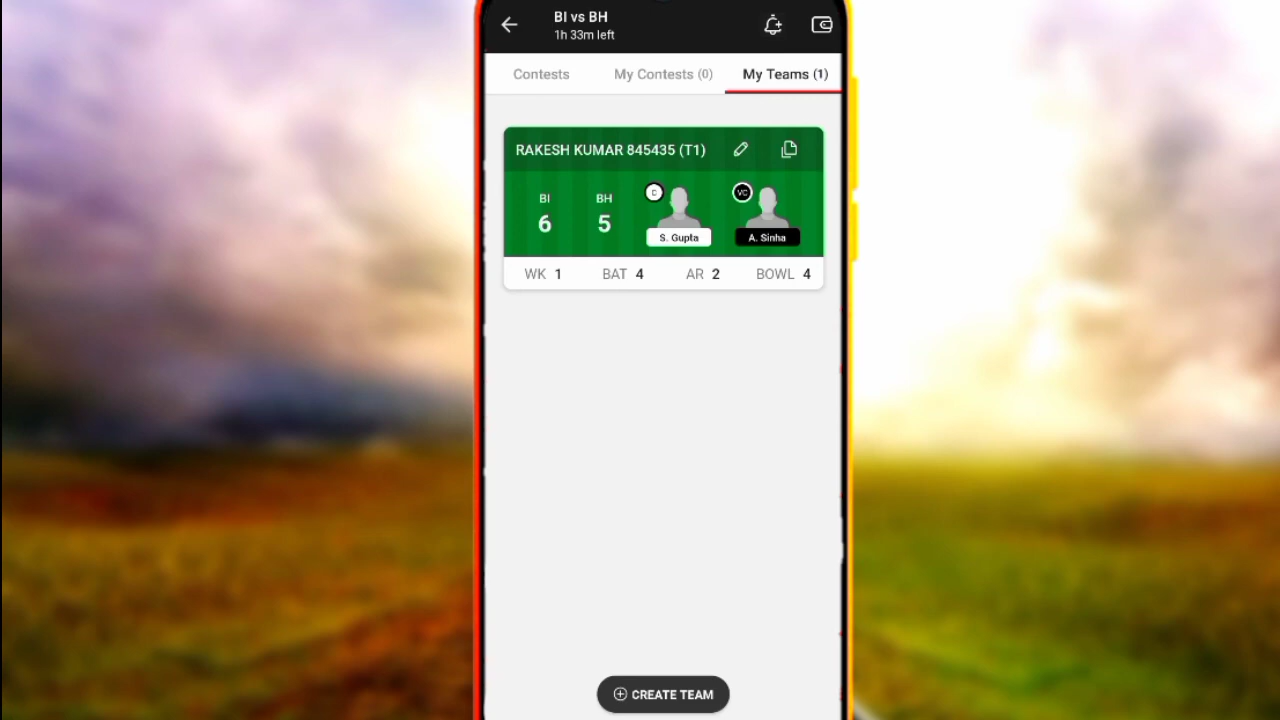 BI vs BH
1h 33m left
Contests
My Contests (0)
My Teams (1)
RAKESH KUMAR 845435 (T1)
BI
BH
C
VC
6
5
S. Gupta
A. Sinha
WK 1
BAT 4
AR 2
BOWL 4
CREATE TEAM